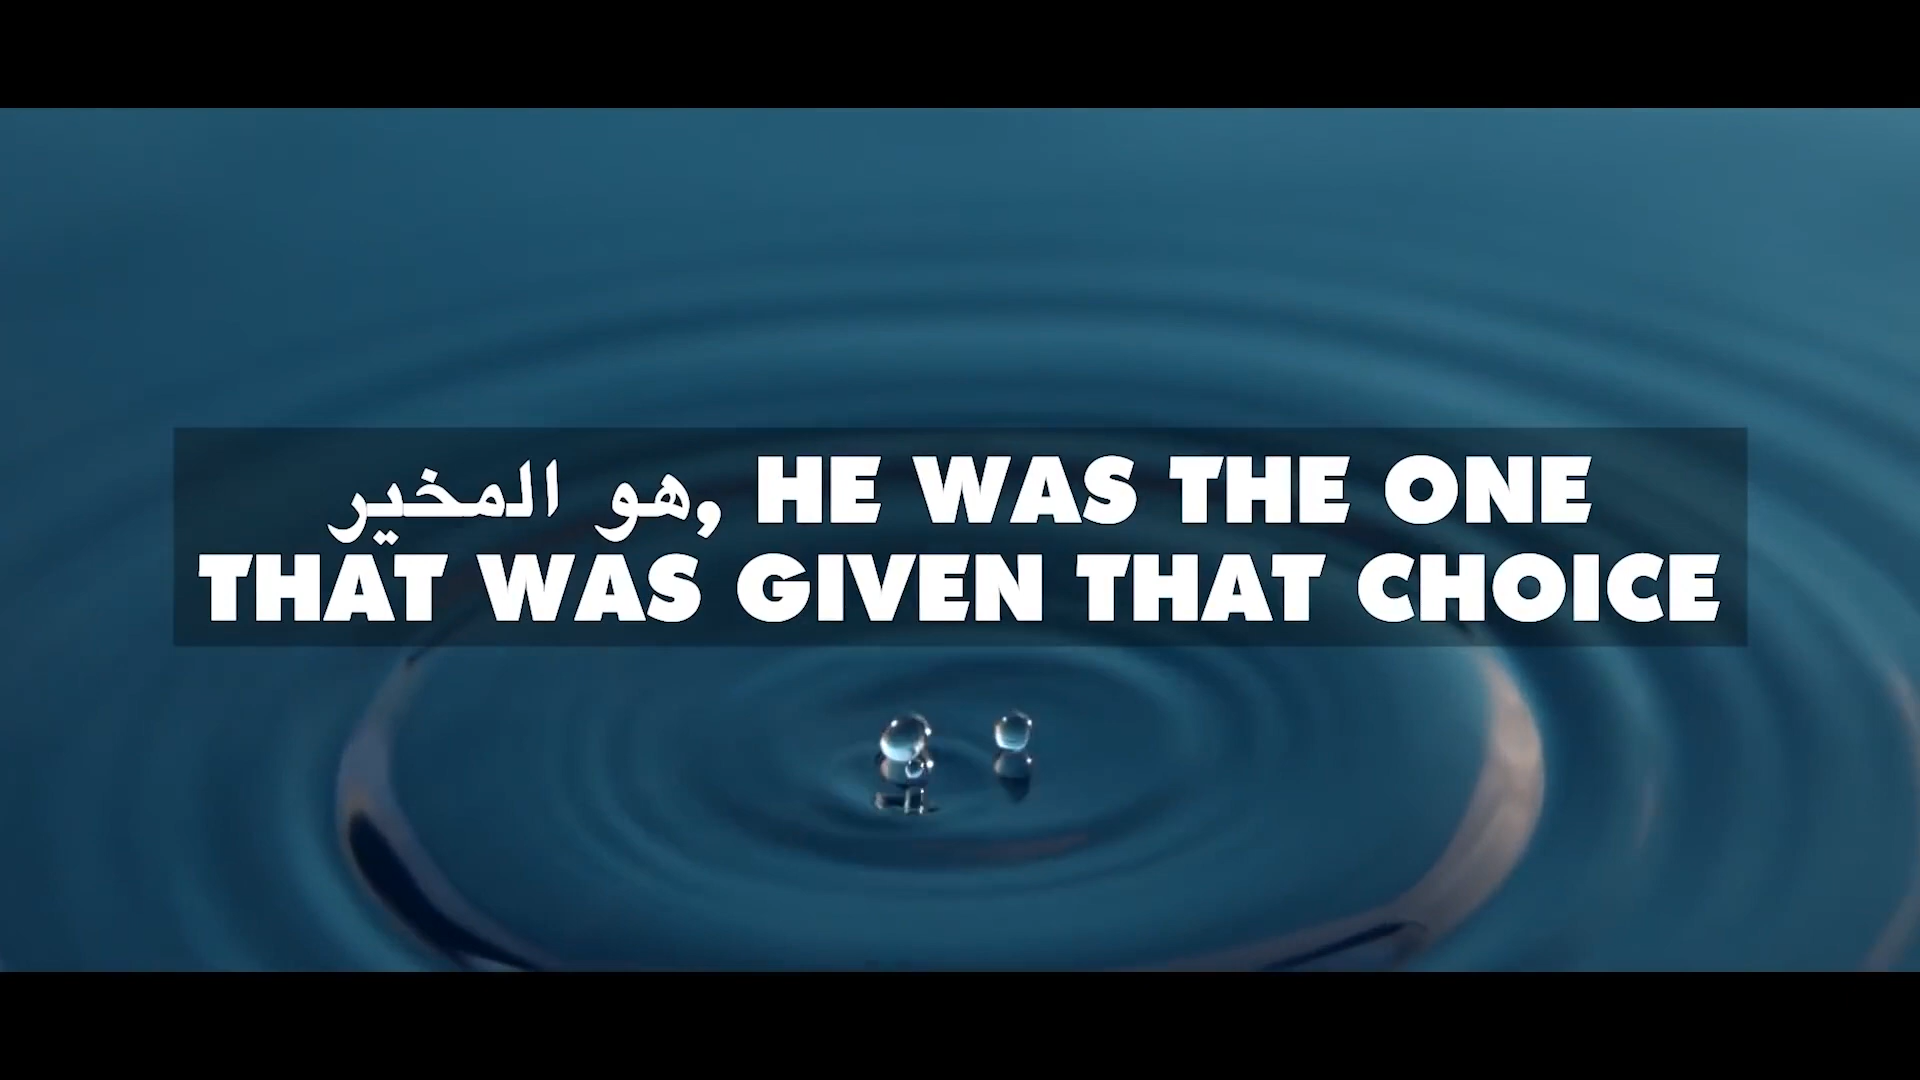 هو المخير, HE WAS THE ONE
THAT WAS GIVEN THAT CHOICE